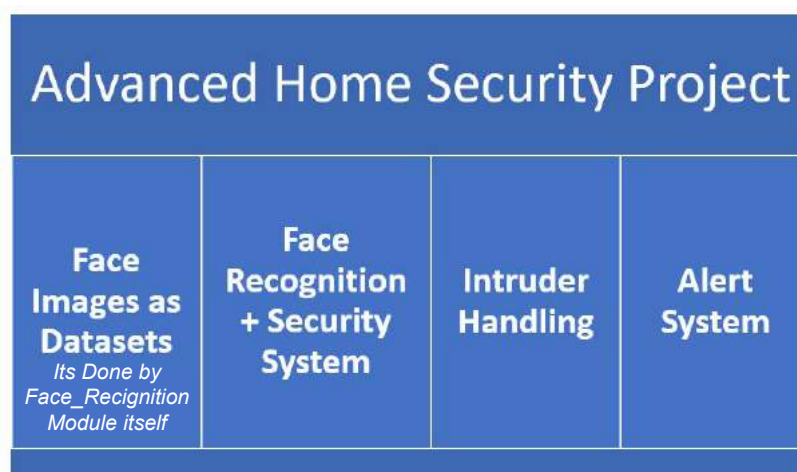 Advanced Home Security Project
Face
Images as
Datasets
Its Done by
Face_Recignition
Module itself
Face
Recognition
+ Security
System
Intruder
Handling
Alert
System